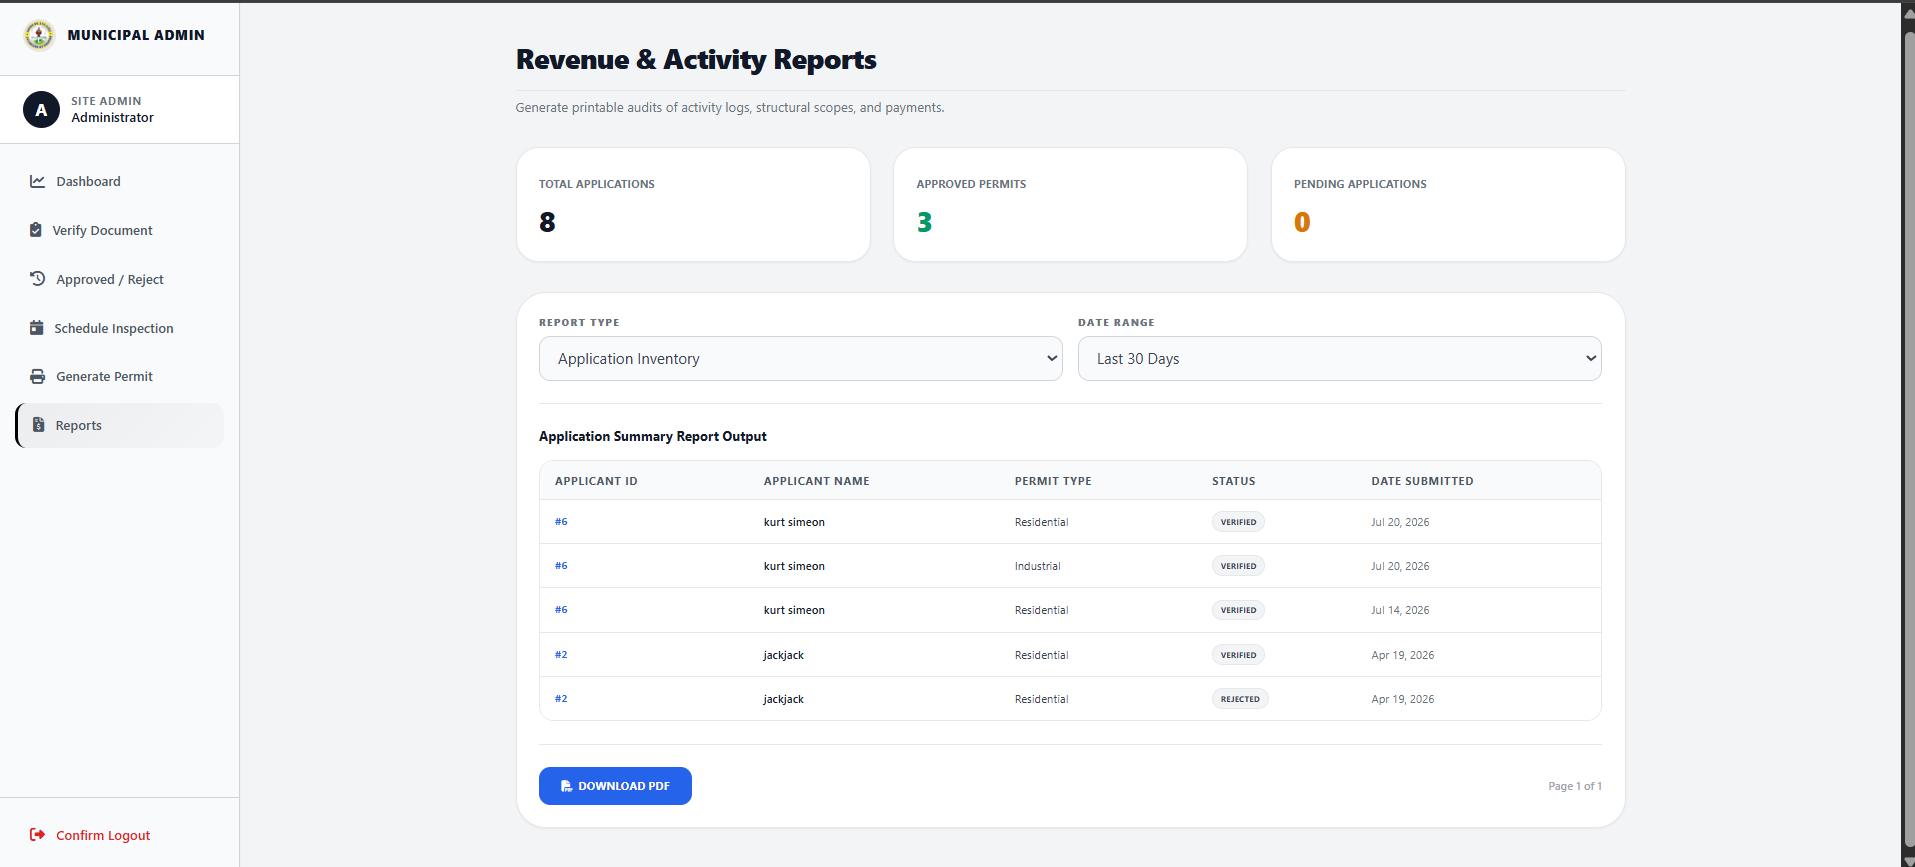 MUNICIPAL ADMIN
A
SITE ADMIN
Administrator
Dashboard
Verify Document
Approved / Reject
Schedule Inspection
Generate Permit
Reports
Confirm Logout
Revenue & Activity Reports
Generate printable audits of activity logs, structural scopes, and payments.
TOTAL APPLICATIONS
8
APPROVED PERMITS
3
PENDING APPLICATIONS
0
REPORT TYPE
Application Inventory
DATE RANGE
Last 30 Days
Application Summary Report Output
APPLICANT ID APPLICANT NAME PERMIT TYPE STATUS DATE SUBMITTED
#6 kurt simeon Residential VERIFIED Jul 20, 2026
#6 kurt simeon Industrial VERIFIED Jul 20, 2026
#6 kurt simeon Residential VERIFIED Jul 14, 2026
#2 jackjack Residential VERIFIED Apr 19, 2026
#2 jackjack Residential REJECTED Apr 19, 2026
DOWNLOAD PDF
Page 1 of 1